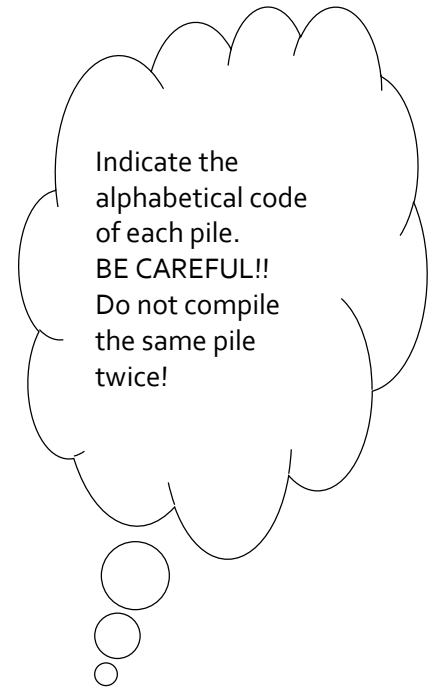 Indicate the
alphabetical code
of each pile.
BE CAREFUL!!
Do not compile
the same pile
twice!